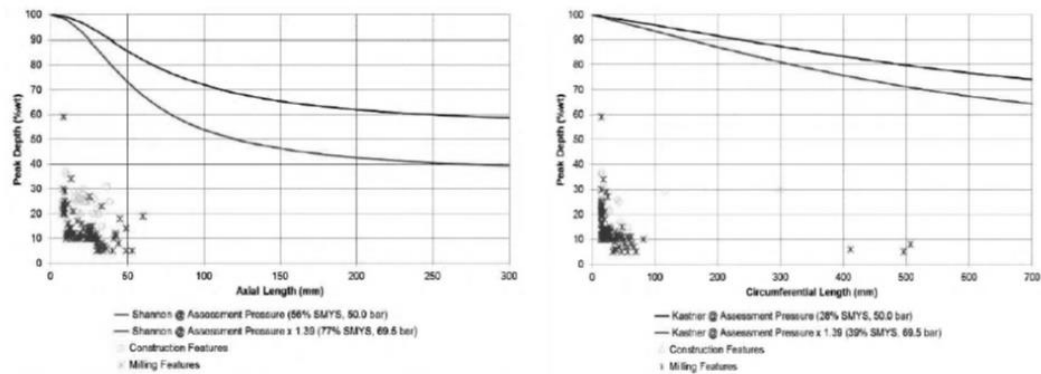 100
90
80
70
60
50
40
30
20
10
0
Peak Depth (%wt)
0 50 100 150 200 250 300
Axial Length (mm)
Shannon @ Assessment Pressure (56% SMYS, 50.0 bar)
Shannon @ Assessment Pressure x 1.39 (77% SMYS, 69.5 bar)
Construction Features
Milling Features
100
90
80
70
60
50
40
30
20
10
0
Peak Depth (%wt)
0 100 200 300 400 500 600 700
Circumferential Length (mm)
Kastner @ Assessment Pressure (28% SMYS, 50.0 bar)
Kastner @ Assessment Pressure x 1.39 (39% SMYS, 69.5 bar)
Construction Features
Milling Features